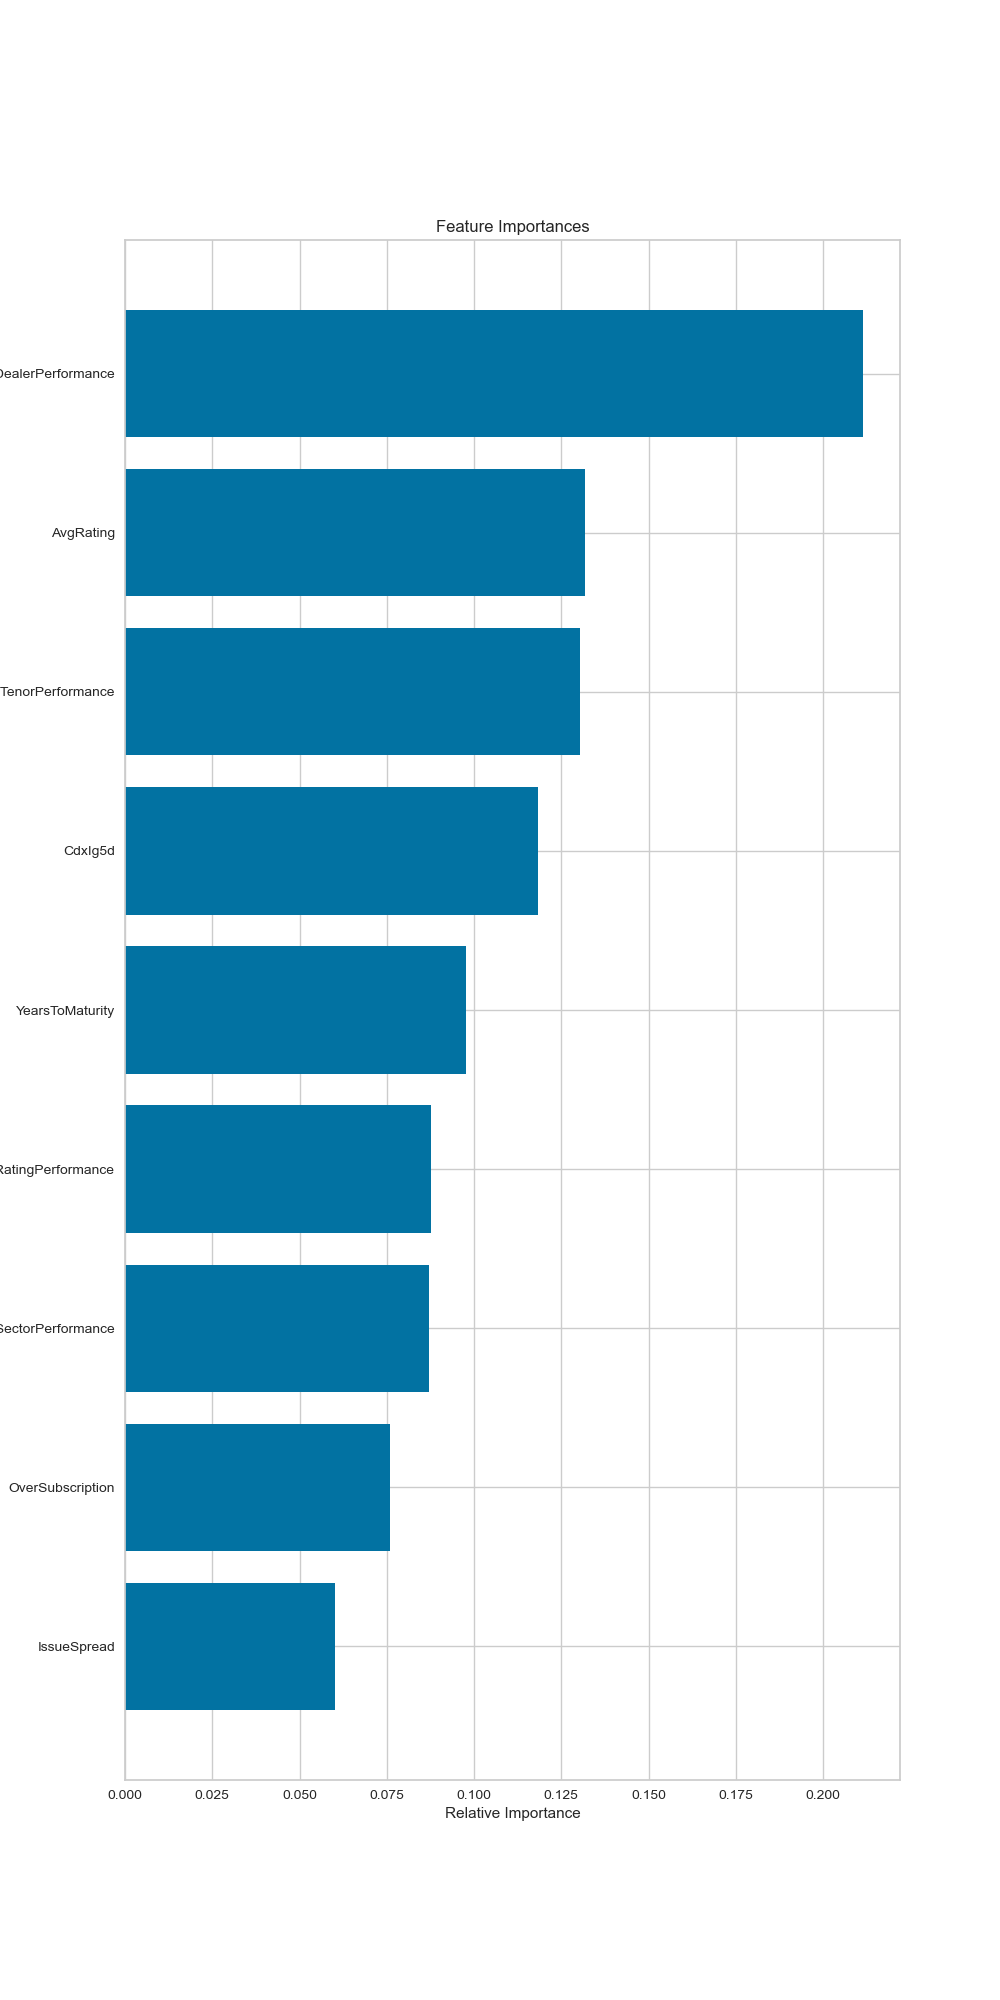 Feature Importances
DealerPerformance
AvgRating
TenorPerformance
CdxIg5d
YearsToMaturity
RatingPerformance
SectorPerformance
OverSubscription
IssueSpread
0.000 0.025 0.050 0.075 0.100 0.125 0.150 0.175 0.200
Relative Importance